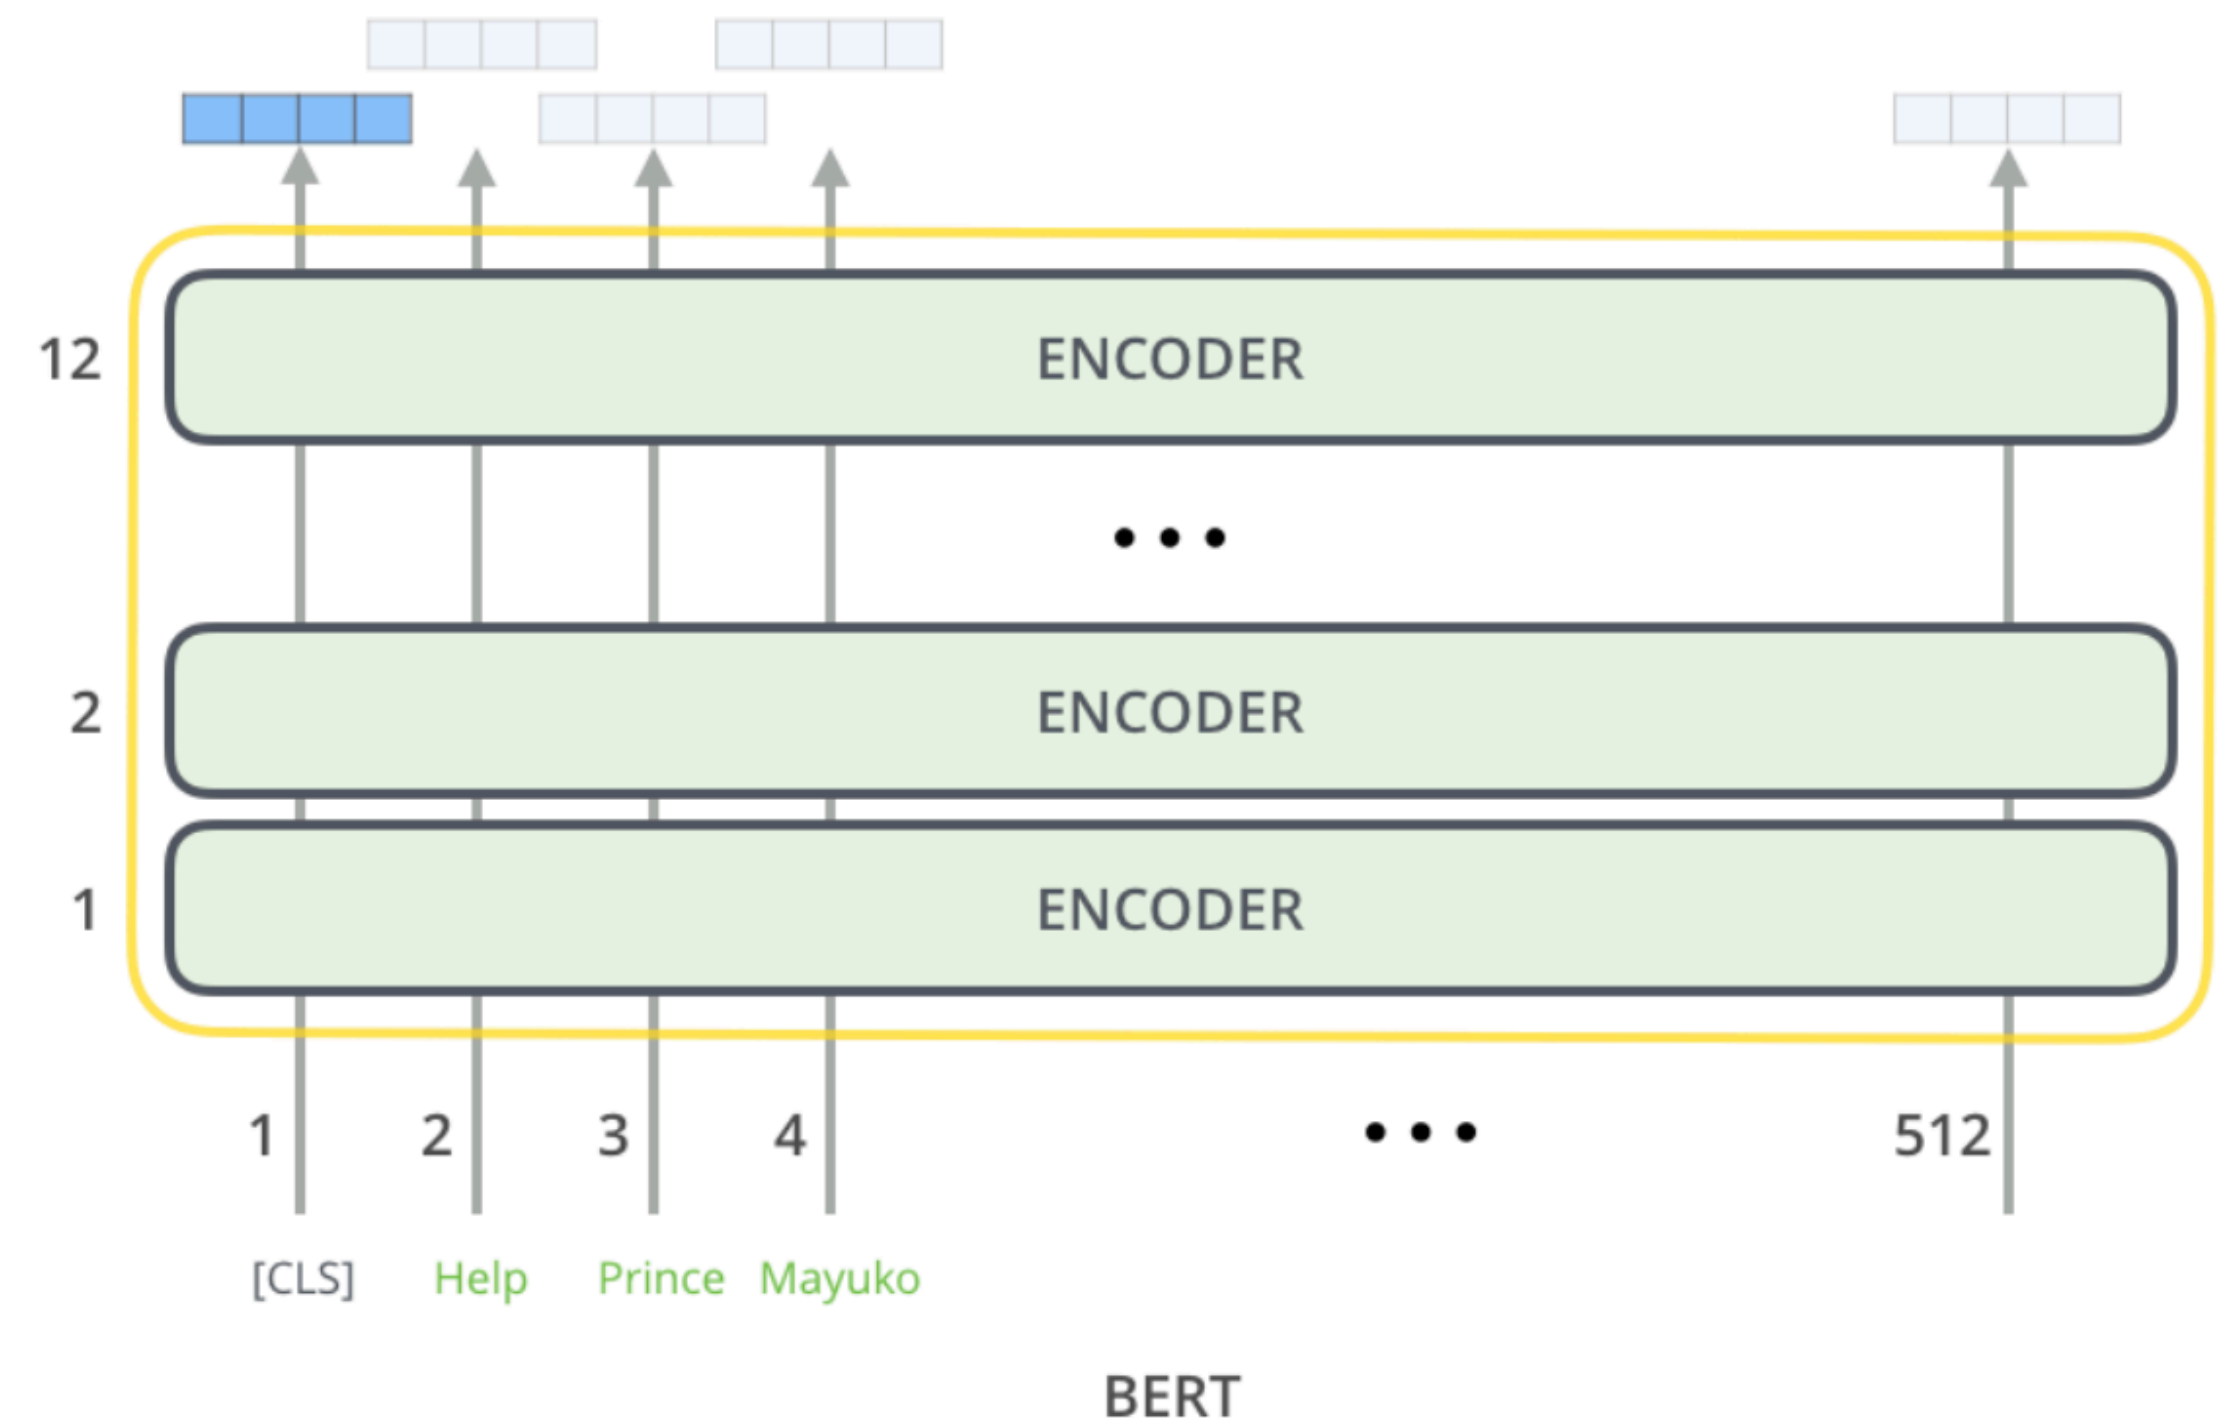 12 ENCODER
• • •
2 ENCODER
1 ENCODER
1 2 3 4 • • • 512
[CLS] Help Prince Mayuko
BERT